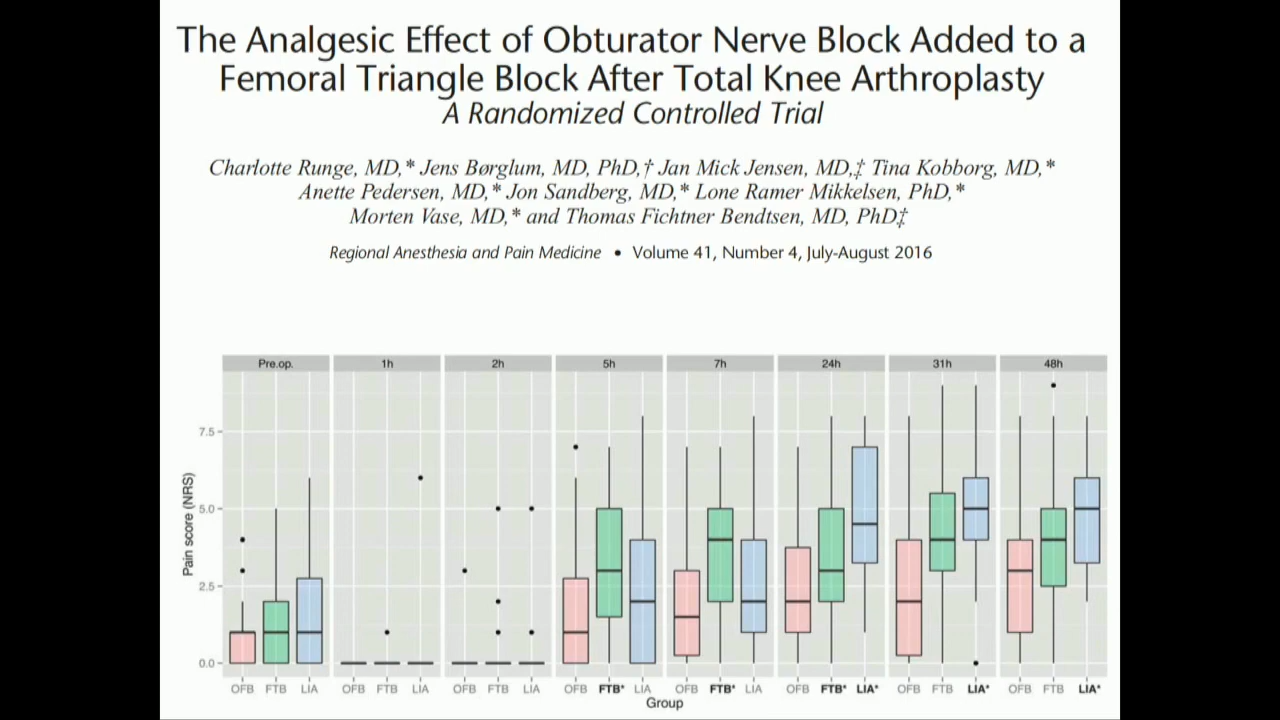 The Analgesic Effect of Obturator Nerve Block Added to a
Femoral Triangle Block After Total Knee Arthroplasty
A Randomized Controlled Trial
Charlotte Runge, MD,* Jens Børglum, MD, PhD,† Jan Mick Jensen, MD,‡ Tina Kobborg, MD,*
Anette Pedersen, MD,* Jon Sandberg, MD,* Lone Ramer Mikkelsen, PhD,*
Morten Vase, MD,* and Thomas Fichtner Bendtsen, MD, PhD‡
Regional Anesthesia and Pain Medicine • Volume 41, Number 4, July-August 2016
Pre.op. 1h 2h 5h 7h 24h 31h 48h
Pain score (NRS)
7.5
5.0
2.5
0.0
OFB FTB LIA OFB FTB LIA OFB FTB LIA OFB FTB* LIA OFB FTB* LIA OFB FTB* LIA* OFB FTB LIA* OFB FTB LIA*
Group